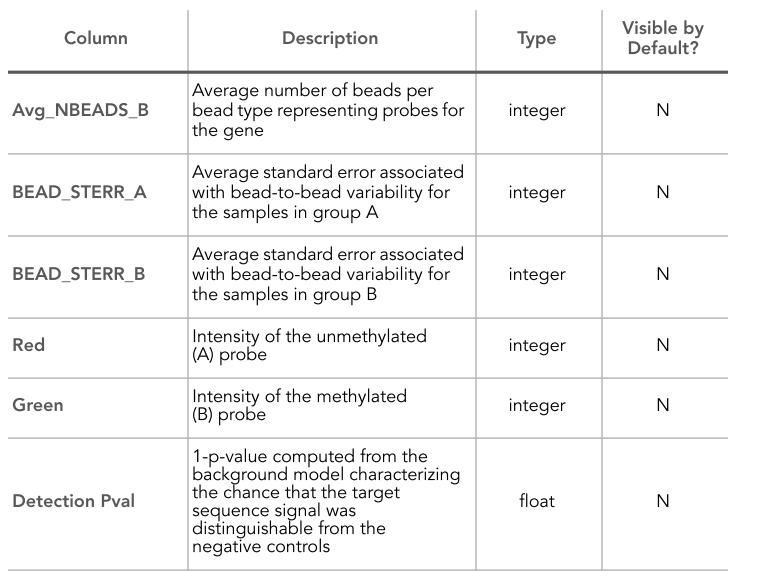 Column Description Type Visible by
Default?
Avg_NBEADS_B
Average number of beads per
bead type representing probes for
the gene
integer
N
BEAD_STERR_A
Average standard error associated
with bead-to-bead variability for
the samples in group A
integer
N
BEAD_STERR_B
Average standard error associated
with bead-to-bead variability for
the samples in group B
integer
N
Red
Intensity of the unmethylated
(A) probe
integer
N
Green
Intensity of the methylated
(B) probe
integer
N
Detection Pval
1-p-value computed from the
background model characterizing
the chance that the target
sequence signal was
distinguishable from the
negative controls
float
N